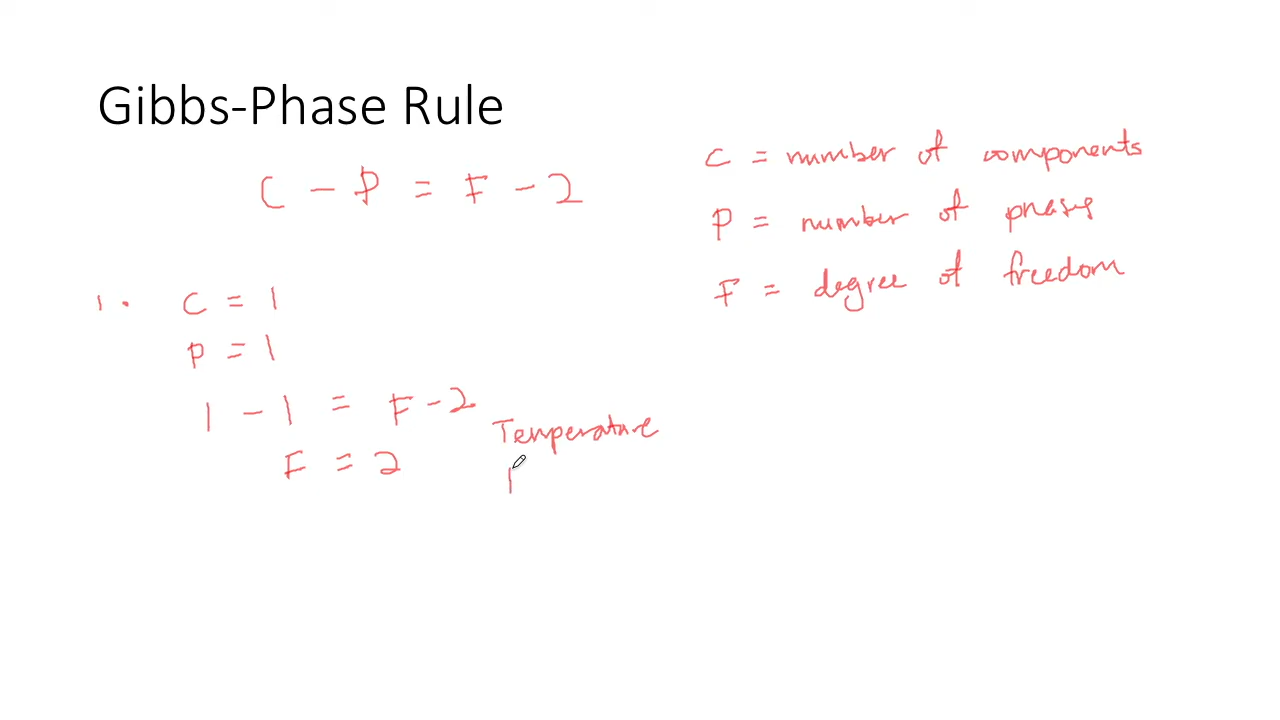 Gibbs-Phase Rule
C - P = F - 2
C = number of components
P = number of phases
F = degree of freedom
1. C = 1
P = 1
1 - 1 = F - 2
F = 2
Temperature